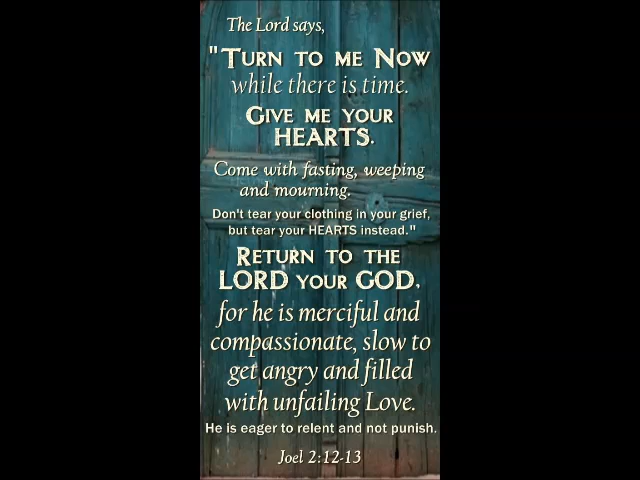 The Lord says,
"TURN TO ME NOW
while there is time.
GIVE ME YOUR
HEARTS.
Come with fasting, weeping
and mourning.
Don't tear your clothing in your grief,
but tear your HEARTS instead."
RETURN TO THE
LORD YOUR GOD,
for he is merciful and
compassionate, slow to
get angry and filled
with unfailing Love.
He is eager to relent and not punish.
Joel 2:12-13